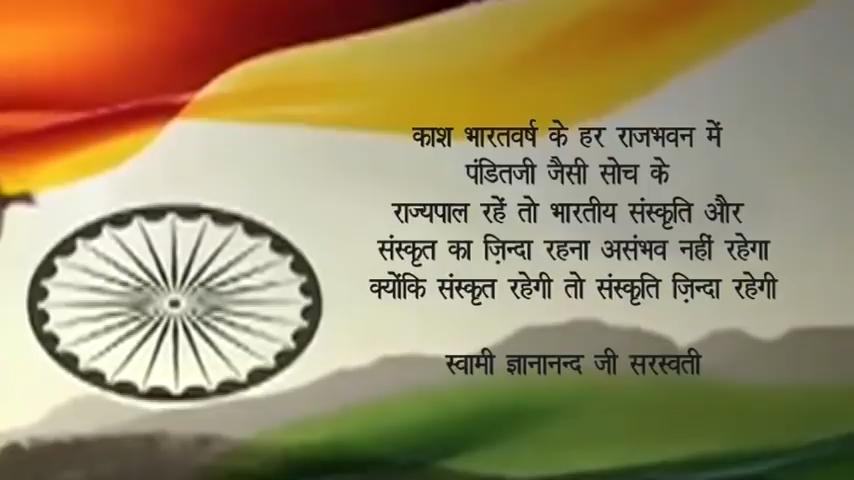 काश भारतवर्ष के हर राजभवन में
पंडितजी जैसी सोच के
राज्यपाल रहें तो भारतीय संस्कृति और
संस्कृत का ज़िन्दा रहना असंभव नहीं रहेगा
क्योंकि संस्कृत रहेगी तो संस्कृति ज़िन्दा रहेगी
स्वामी ज्ञानानन्द जी सरस्वती